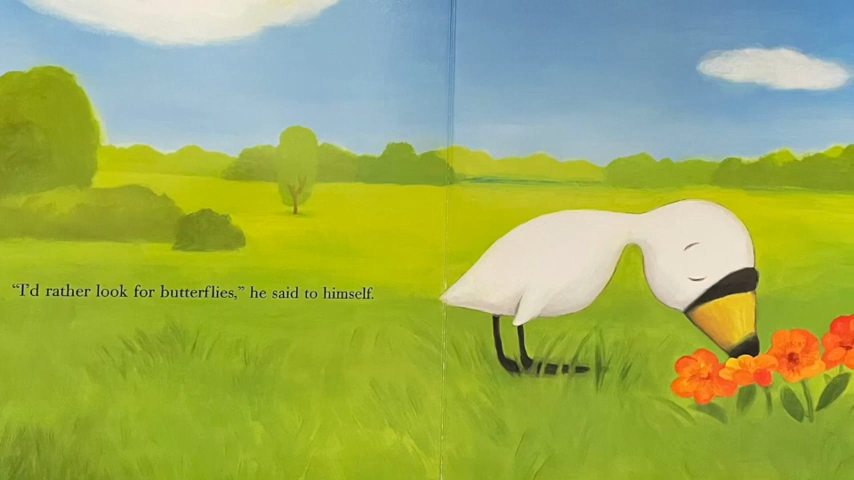 “I’d rather look for butterflies,” he said to himself.